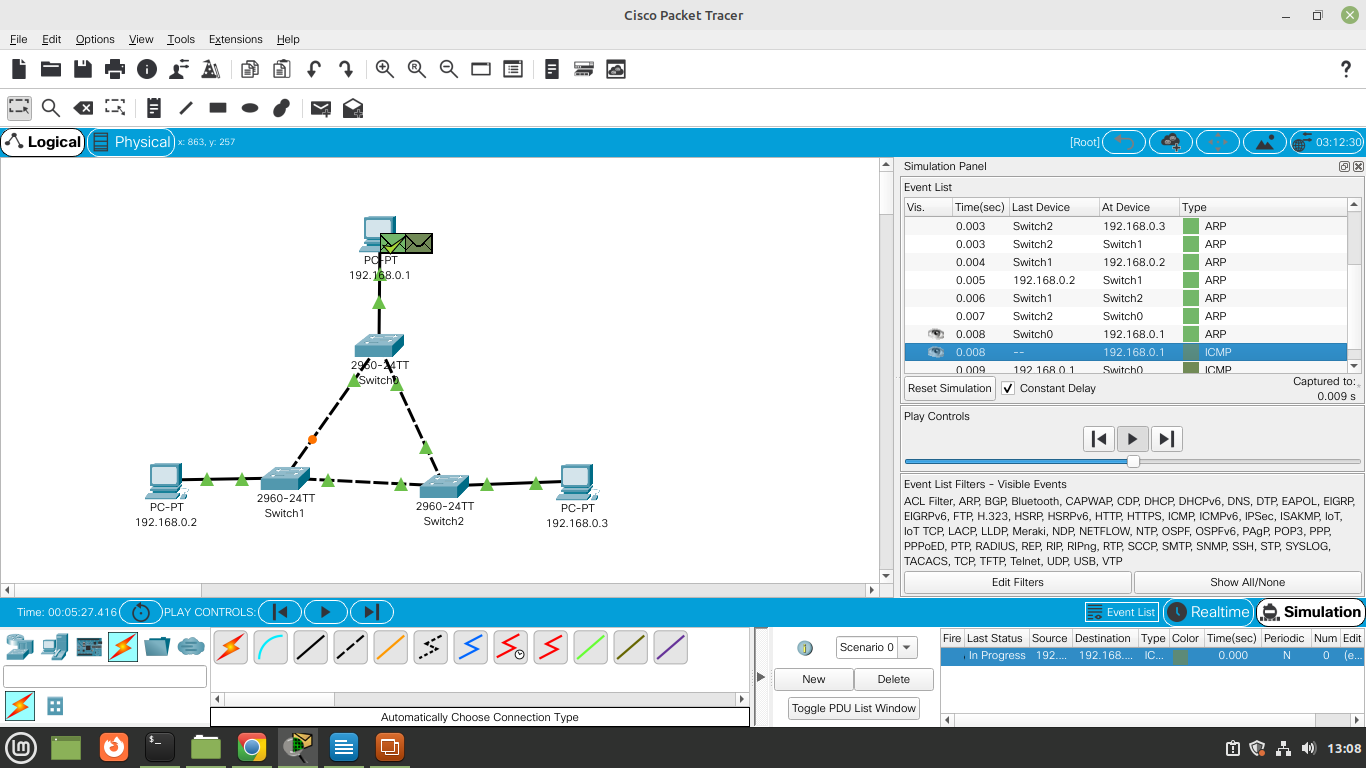 Cisco Packet Tracer
File Edit Options View Tools Extensions Help
Logical Physical x: 863, y: 257 [Root] 03:12:30
PC-PT
192.168.0.1
2960-24TT
Switch0
2960-24TT
Switch1
2960-24TT
Switch2
PC-PT
192.168.0.2
PC-PT
192.168.0.3
Simulation Panel
Event List
Vis. Time(sec) Last Device At Device Type
0.003 Switch2 192.168.0.3 ARP
0.003 Switch2 Switch1 ARP
0.004 Switch1 192.168.0.2 ARP
0.005 192.168.0.2 Switch1 ARP
0.006 Switch1 Switch2 ARP
0.007 Switch2 Switch0 ARP
0.008 Switch0 192.168.0.1 ARP
0.008 -- 192.168.0.1 ICMP
0.009 192.168.0.1 Switch0 ICMP
Reset Simulation Constant Delay Captured to:
0.009 s
Play Controls
Event List Filters - Visible Events
ACL Filter, ARP, BGP, Bluetooth, CAPWAP, CDP, DHCP, DHCPv6, DNS, DTP, EAPOL, EIGRP,
EIGRPv6, FTP, H.323, HSRP, HSRPv6, HTTP, HTTPS, ICMP, ICMPv6, IPSec, ISAKMP, IoT,
IoT TCP, LACP, LLDP, Meraki, NDP, NETFLOW, NTP, OSPF, OSPFv6, PAgP, POP3, PPP,
PPPoED, PTP, RADIUS, REP, RIP, RIPng, RTP, SCCP, SMTP, SNMP, SSH, STP, SYSLOG,
TACACS, TCP, TFTP, Telnet, UDP, USB, VTP
Edit Filters Show All/None
Time: 00:05:27.416 PLAY CONTROLS: Event List Realtime Simulation
Automatically Choose Connection Type
Scenario 0
New Delete
Toggle PDU List Window
Fire Last Status Source Destination Type Color Time(sec) Periodic Num Edit
In Progress 192.... 192.168.... IC... 0.000 N 0 (e...
13:08